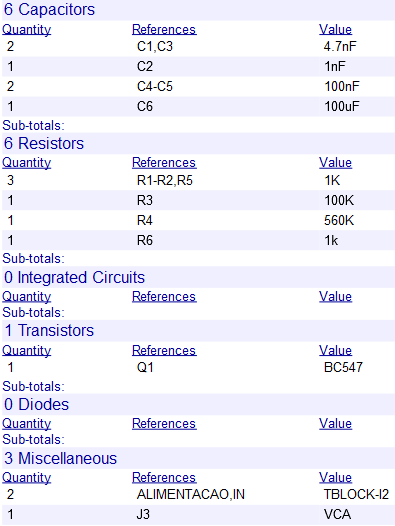 6 Capacitors
Quantity References Value
2 C1,C3 4.7nF
1 C2 1nF
2 C4-C5 100nF
1 C6 100uF
Sub-totals:
6 Resistors
Quantity References Value
3 R1-R2,R5 1K
1 R3 100K
1 R4 560K
1 R6 1k
Sub-totals:
0 Integrated Circuits
Quantity References Value
Sub-totals:
1 Transistors
Quantity References Value
1 Q1 BC547
Sub-totals:
0 Diodes
Quantity References Value
Sub-totals:
3 Miscellaneous
Quantity References Value
2 ALIMENTACAO,IN TBLOCK-I2
1 J3 VCA